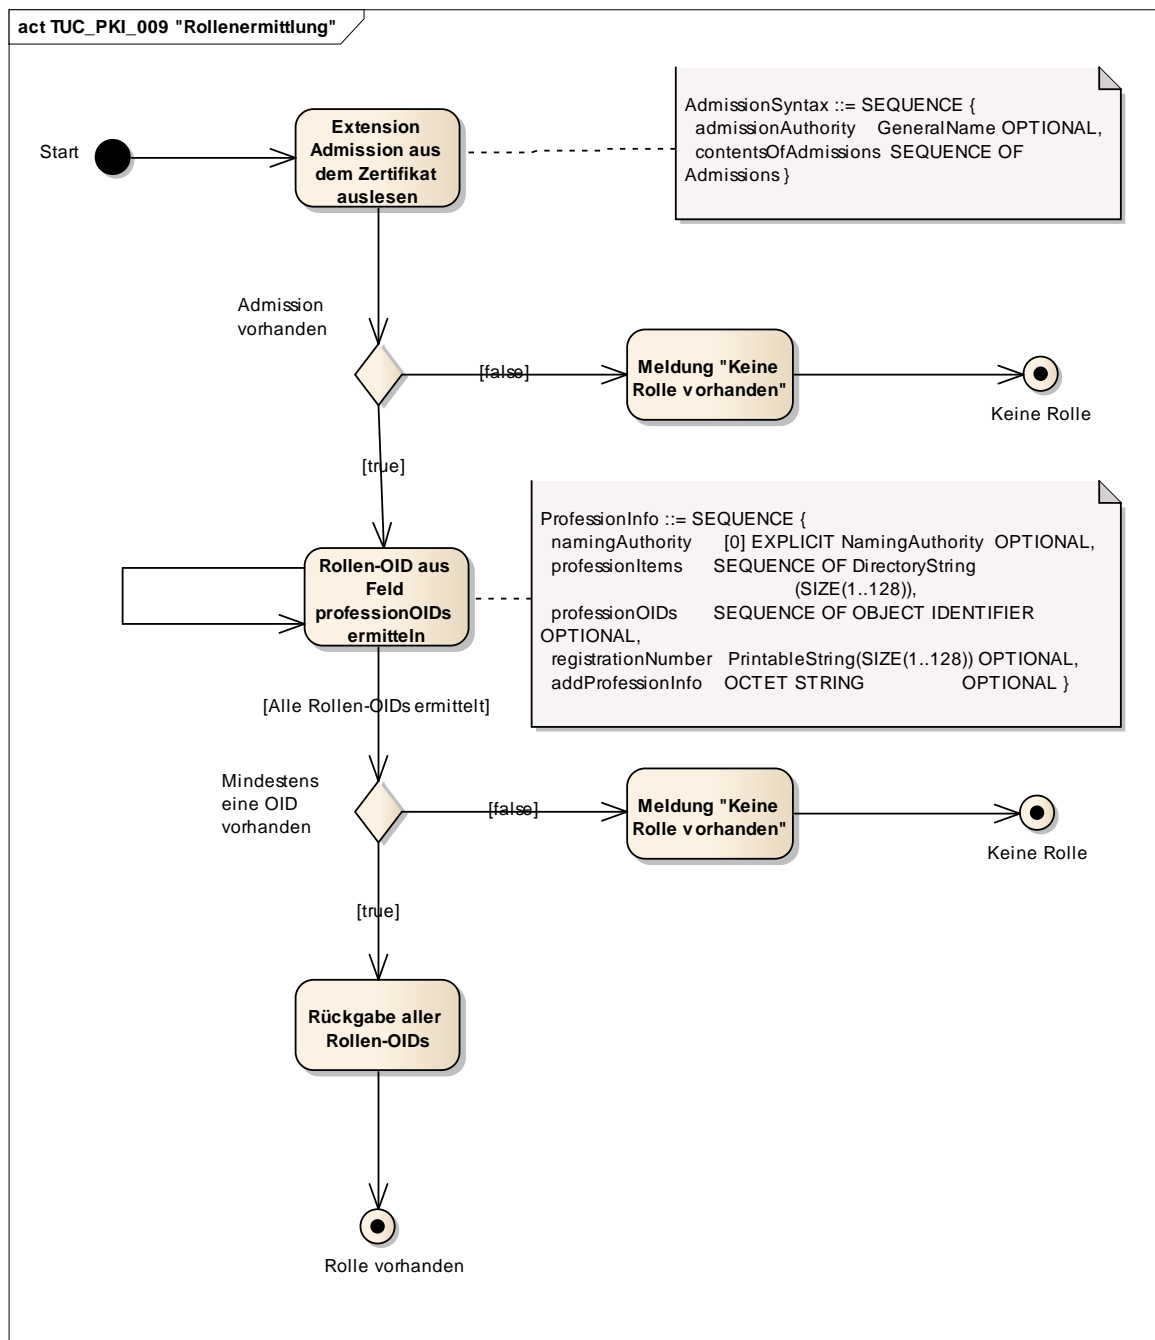 act TUC_PKI_009 "Rollenermittlung"
Start
Extension
Admission aus
dem Zertifikat
auslesen
AdmissionSyntax ::= SEQUENCE {
admissionAuthority GeneralName OPTIONAL,
contentsOfAdmissions SEQUENCE OF
Admissions }
Admission
vorhanden
[false]
Meldung "Keine
Rolle vorhanden"
Keine Rolle
[true]
Rollen-OID aus
Feld
professionOIDs
ermitteln
ProfessionInfo ::= SEQUENCE {
namingAuthority [0] EXPLICIT NamingAuthority OPTIONAL,
professionItems SEQUENCE OF DirectoryString
(SIZE(1..128)),
professionOIDs SEQUENCE OF OBJECT IDENTIFIER
OPTIONAL,
registrationNumber PrintableString(SIZE(1..128)) OPTIONAL,
addProfessionInfo OCTET STRING OPTIONAL }
[Alle Rollen-OIDs ermittelt]
Mindestens
eine OID
vorhanden
[false]
Meldung "Keine
Rolle vorhanden"
Keine Rolle
[true]
Rückgabe aller
Rollen-OIDs
Rolle vorhanden